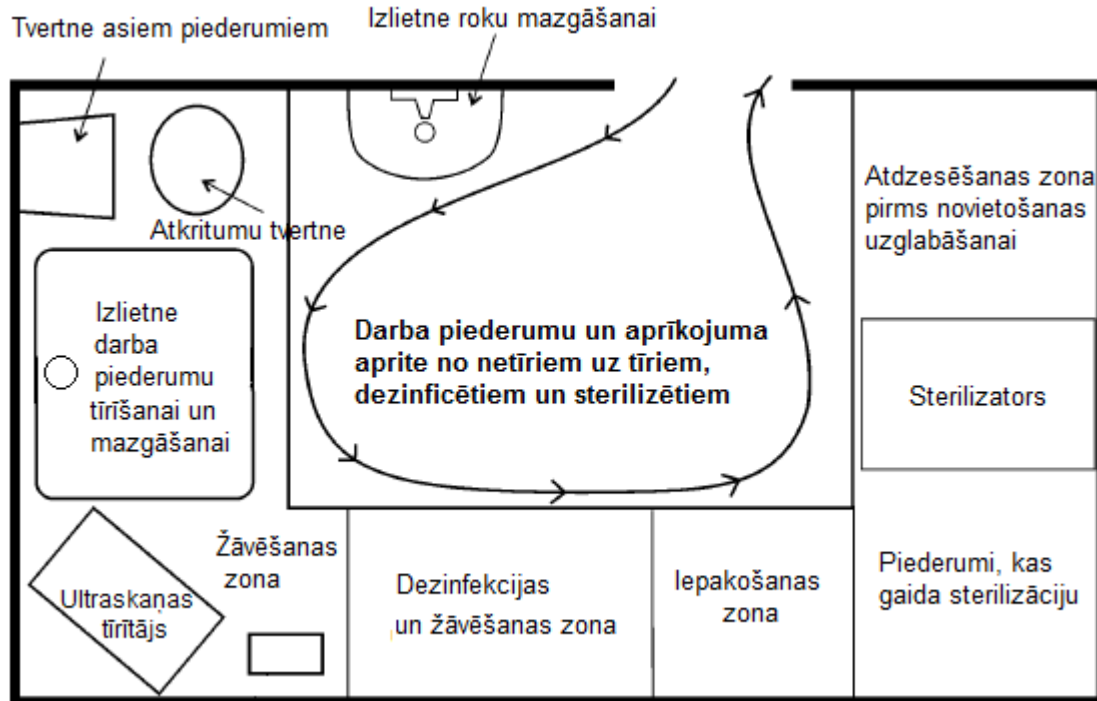 Tvertne asiem piederumiem
Izlietne roku mazgāšanai
Atkritumu tvertne
Izlietne
darba
piederumu
tīrīšanai un
mazgāšanai
Ultraskaņas
tīrītājs
Žāvēšanas
zona
Darba piederumu un aprīkojuma
aprite no netīriem uz tīriem,
dezinficētiem un sterilizētiem
Dezinfekcijas
un žāvēšanas zona
Iepakošanas
zona
Atdzesēšanas zona
pirms novietošanas
uzglabāšanai
Sterilizators
Piederumi, kas
gaida sterilizāciju